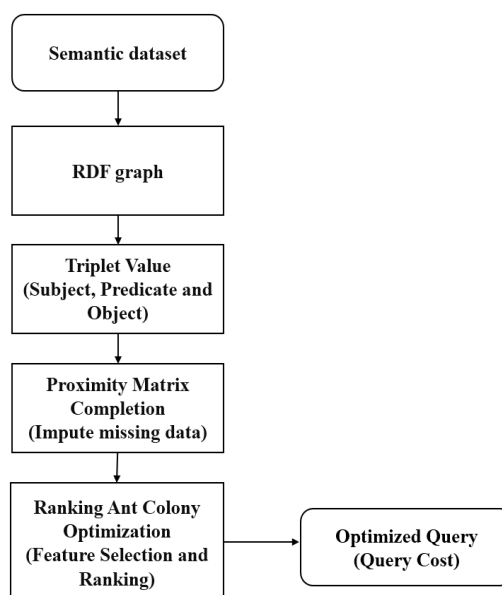 Semantic dataset
RDF graph
Triplet Value
(Subject, Predicate and
Object)
Proximity Matrix
Completion
(Impute missing data)
Ranking Ant Colony
Optimization
(Feature Selection and
Ranking)
Optimized Query
(Query Cost)